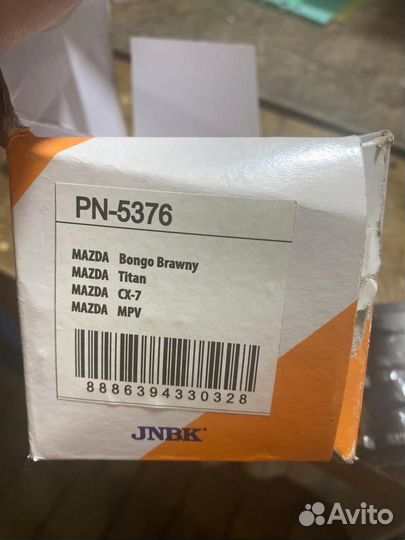 PN-5376
MAZDA Bongo Brawny
MAZDA Titan
MAZDA CX-7
MAZDA MPV
8886394330328
JNBK
Avito